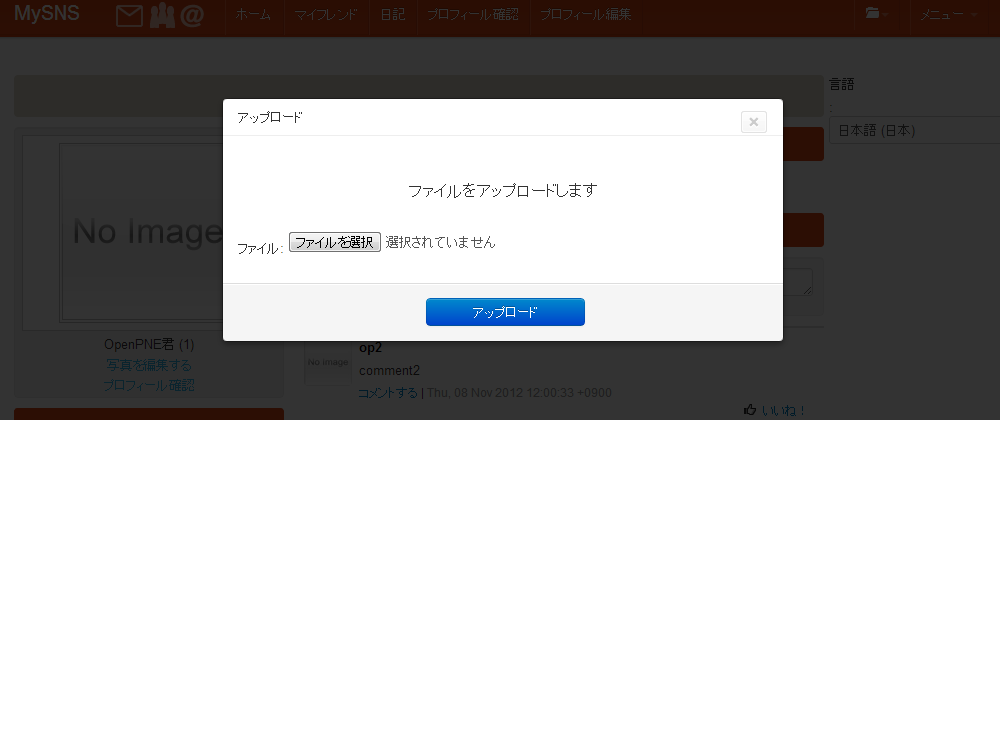 MySNS ホーム マイフレンド 日記 プロフィール確認 プロフィール編集 メニュー
言語
:
日本語 (日本)
アップロード ×
ファイルをアップロードします
ファイル: ファイルを選択 選択されていません
アップロード
No Image
OpenPNE君 (1)
写真を編集する
プロフィール確認
No Image
op2
comment2
コメントする | Thu, 08 Nov 2012 12:00:33 +0900
いいね！